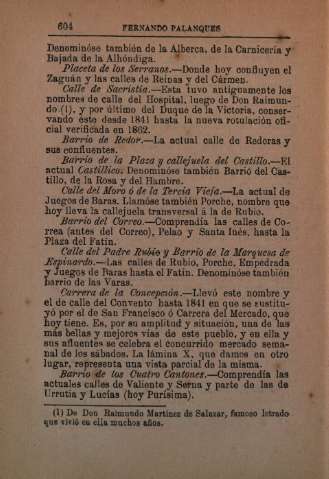 604 FERNANDO PALANQUES
Denominóse también de la Alberca, de la Carnicería y
Bajada de la Alhóndiga.
Placeta de los Serranos.—Donde hoy confluyen el
Zaguán y las calles de Reinas y del Cármen.
Calle de Sacristía.—Esta tuvo antiguamente los
nombres de calle del Hospital, luego de Don Raimun-
do (1), y por último del Duque de la Victoria, conser-
vando éste desde 1841 hasta la nueva rotulación ofi-
cial verificada en 1862.
Barrio de Redor.—La actual calle de Redoras y
sus confluentes.
Barrio de la Plaza y callejuela del Castillo.—El
actual Castillico. Denominóse también Barrio del Cas-
tillo, de la Rosa y del Hambre.
Calle del Moro ó de la Tercia Vieja.—La actual de
Juegos de Baras. Llamóse también Porche, nombre que
hoy lleva la callejuela transversal á la de Rubio.
Barrio del Correo.—Comprendía las calles de Co-
rrea (antes del Correo), Pelao y Santa Inés, hasta la
Plaza del Fatín.
Calle del Padre Rubio y Barrio de la Marquesa de
Espinardo.—Las calles de Rubio, Porche, Empedrada
y Juegos de Baras hasta el Fatín. Denominóse también
barrio de las Varas.
Carrera de la Concepción.—Llevó este nombre y
el de calle del Convento hasta 1841 en que se sustitu-
yó por el de San Francisco ó Carrera del Mercado, que
hoy tiene. Es, por su amplitud y situación, una de las
más bellas y mejores vías de este pueblo, y en ella y
sus afluentes se celebra el concurrido mercado sema-
nal de los sábados. La lámina X, que damos en otro
lugar, representa una vista parcial de la misma.
Barrio de los Cuatro Cantones.—Comprendía las
actuales calles de Valiente y Serna y parte de las de
Urrutia y Lucías (hoy Purísima).
(1) De Don Raimundo Martínez de Salazar, famoso letrado
que vivió en ella muchos años.